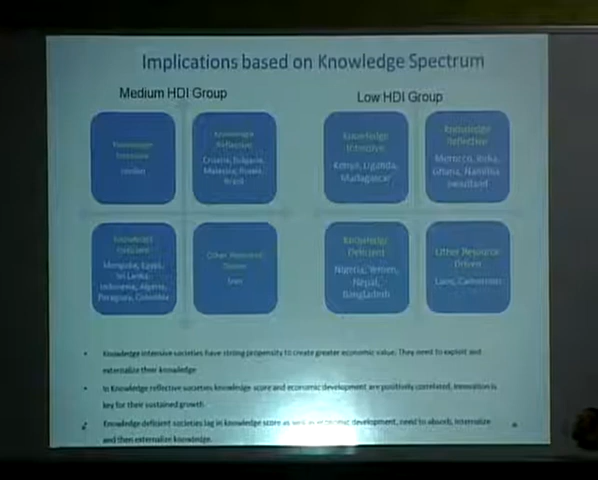 Implications based on Knowledge Spectrum
Medium HDI Group
Low HDI Group
Knowledge
Intensive
Jordan
Knowledge
Reflective
Croatia, Bulgaria,
Malaysia, Russia,
Brazil
Knowledge
Intensive
Kenya, Uganda,
Madagascar
Knowledge
Reflective
Morocco, India,
Ghana, Namibia
Swaziland
Knowledge
Deficient
Mongolia, Egypt,
Sri Lanka,
Indonesia, Algeria,
Paraguay, Colombia
Other Resource
Driven
Iran
Knowledge
Deficient
Nigeria, Yemen,
Nepal,
Bangladesh
Other Resource
Driven
Laos, Cameroon
• Knowledge intensive societies have strong propensity to create greater economic value. They need to exploit and
externalize their knowledge
• In Knowledge reflective societies knowledge score and economic development are positively correlated, innovation is
key for their sustained growth.
Knowledge deficient societies lag in knowledge score as well as economic development, need to absorb, internalize
and then externalize knowledge.